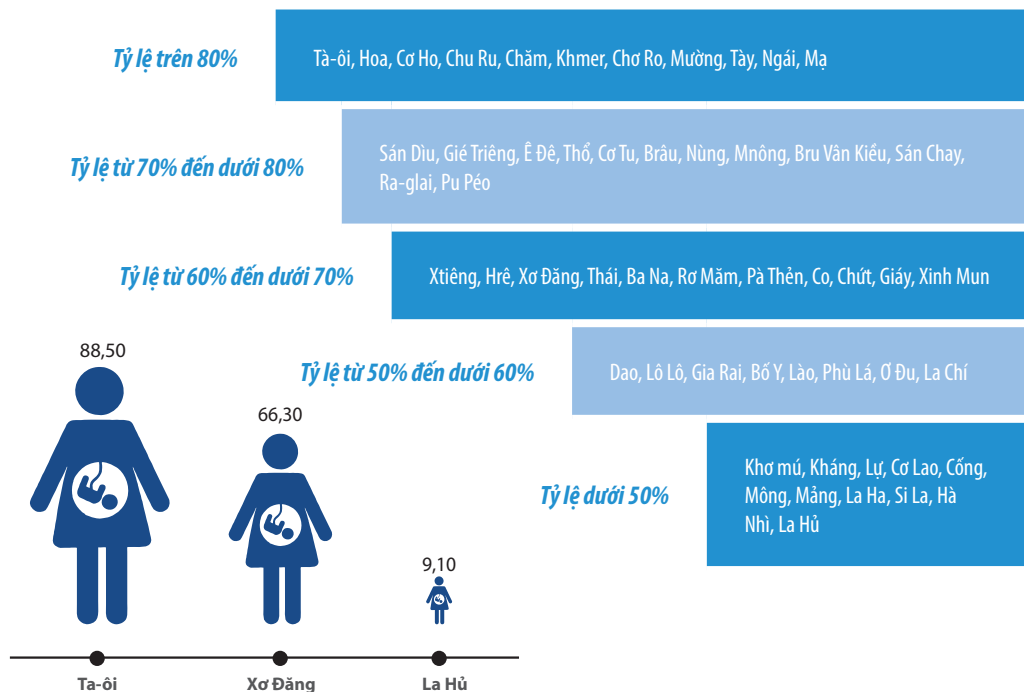 Tỷ lệ trên 80%
Tà-ôi, Hoa, Cơ Ho, Chu Ru, Chăm, Khmer, Chơ Ro, Mường, Tày, Ngái, Mạ
Tỷ lệ từ 70% đến dưới 80%
Sán Dìu, Gié Triêng, Ê Đê, Thổ, Cơ Tu, Brâu, Nùng, Mnông, Bru Vân Kiều, Sán Chay,
Ra-glai, Pu Péo
Tỷ lệ từ 60% đến dưới 70%
Xtiêng, Hrê, Xơ Đăng, Thái, Ba Na, Rơ Măm, Pà Thẻn, Co, Chứt, Giáy, Xinh Mun
Tỷ lệ từ 50% đến dưới 60%
Dao, Lô Lô, Gia Rai, Bố Y, Lào, Phù Lá, Ơ Đu, La Chí
Tỷ lệ dưới 50%
Khơ mú, Kháng, Lự, Cơ Lao, Cống,
Mông, Mảng, La Ha, Si La, Hà
Nhì, La Hủ
88,50
66,30
9,10
Ta-ôi
Xơ Đăng
La Hủ